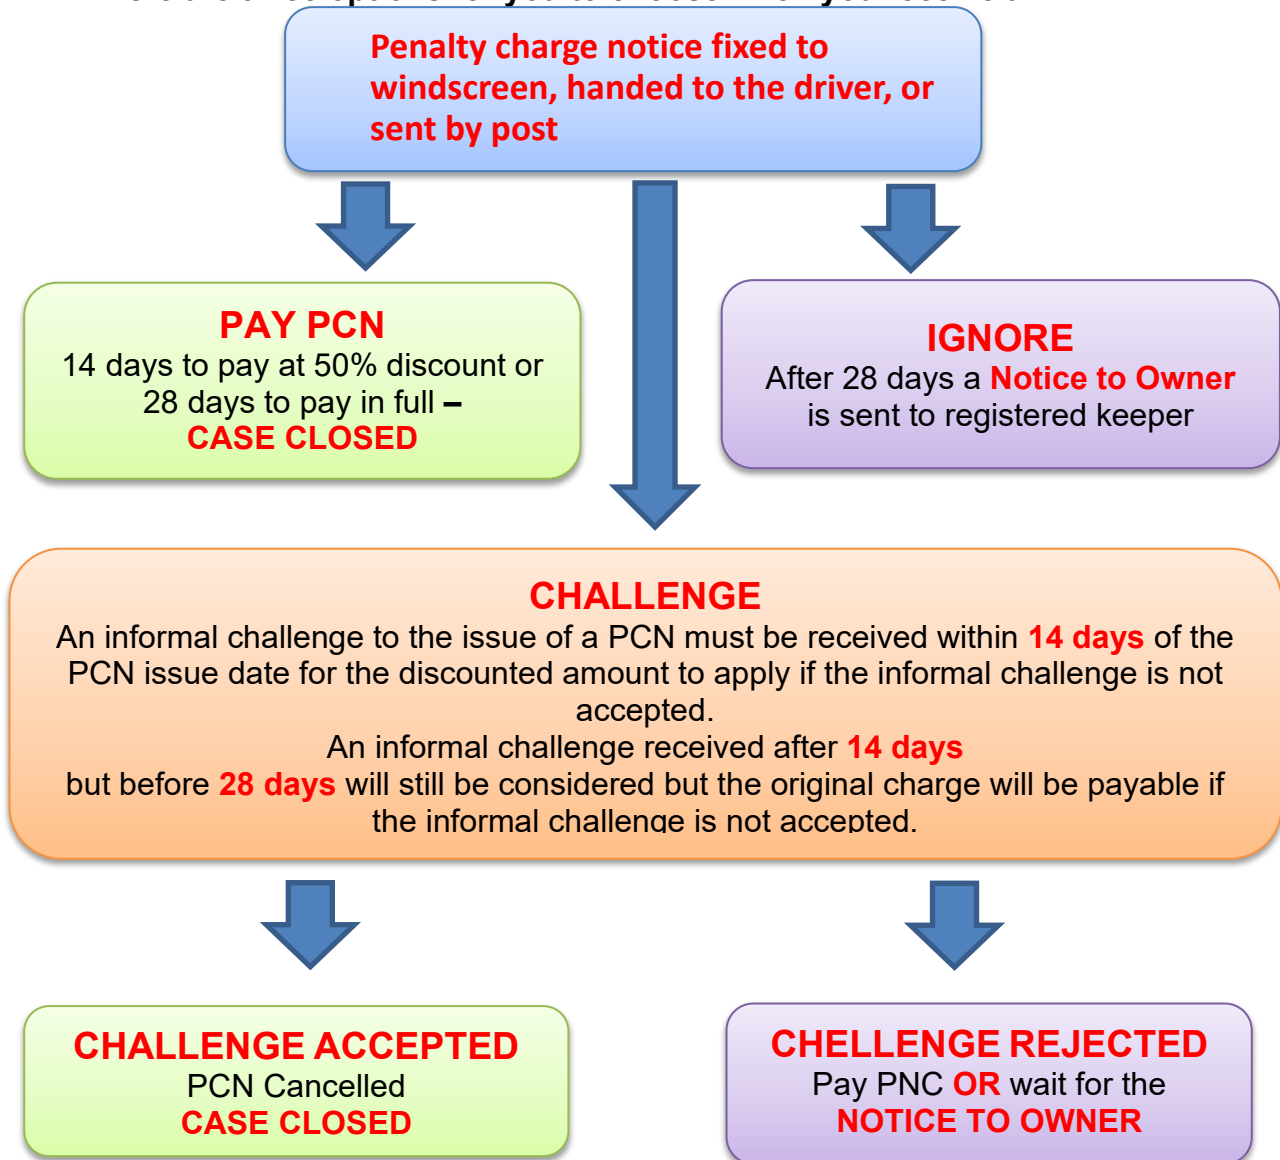 Penalty charge notice fixed to
windscreen, handed to the driver, or
sent by post
PAY PCN
14 days to pay at 50% discount or
28 days to pay in full –
CASE CLOSED
IGNORE
After 28 days a Notice to Owner
is sent to registered keeper
CHALLENGE
An informal challenge to the issue of a PCN must be received within 14 days of the
PCN issue date for the discounted amount to apply if the informal challenge is not
accepted.
An informal challenge received after 14 days
but before 28 days will still be considered but the original charge will be payable if
the informal challenge is not accepted.
CHALLENGE ACCEPTED
PCN Cancelled
CASE CLOSED
CHELLENGE REJECTED
Pay PNC OR wait for the
NOTICE TO OWNER